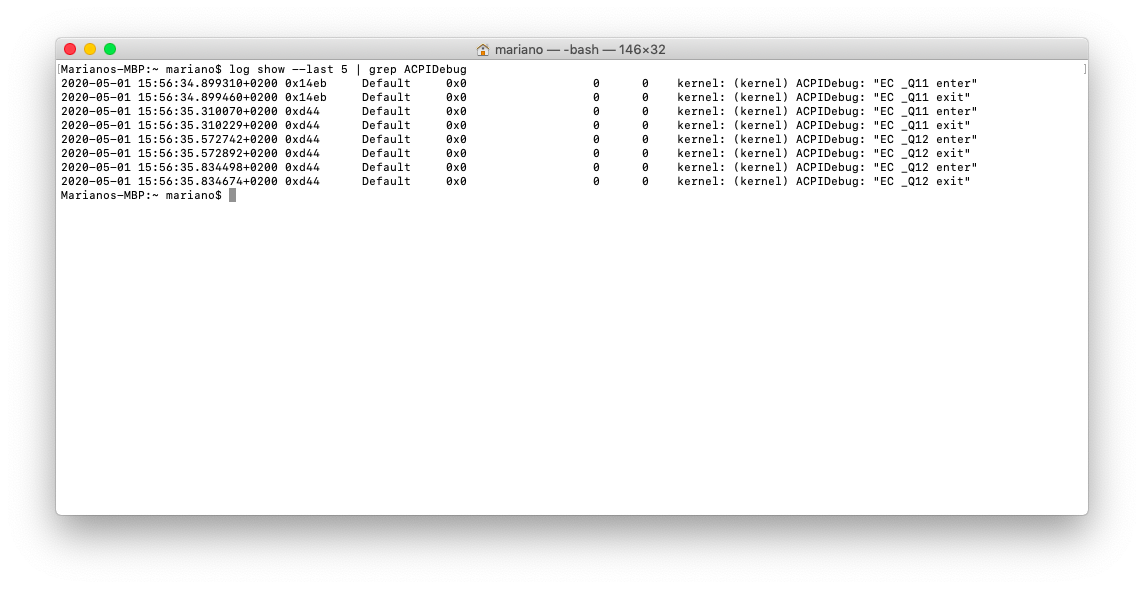 mariano — -bash — 146×32
[Marianos-MBP:~ mariano$ log show --last 5 | grep ACPIDebug ]
2020-05-01 15:56:34.899310+0200 0x14eb     Default     0x0                  0      0    kernel: (kernel) ACPIDebug: "EC _Q11 enter"
2020-05-01 15:56:34.899460+0200 0x14eb     Default     0x0                  0      0    kernel: (kernel) ACPIDebug: "EC _Q11 exit"
2020-05-01 15:56:35.310070+0200 0xd44      Default     0x0                  0      0    kernel: (kernel) ACPIDebug: "EC _Q11 enter"
2020-05-01 15:56:35.310229+0200 0xd44      Default     0x0                  0      0    kernel: (kernel) ACPIDebug: "EC _Q11 exit"
2020-05-01 15:56:35.572742+0200 0xd44      Default     0x0                  0      0    kernel: (kernel) ACPIDebug: "EC _Q12 enter"
2020-05-01 15:56:35.572892+0200 0xd44      Default     0x0                  0      0    kernel: (kernel) ACPIDebug: "EC _Q12 exit"
2020-05-01 15:56:35.834498+0200 0xd44      Default     0x0                  0      0    kernel: (kernel) ACPIDebug: "EC _Q12 enter"
2020-05-01 15:56:35.834674+0200 0xd44      Default     0x0                  0      0    kernel: (kernel) ACPIDebug: "EC _Q12 exit"
Marianos-MBP:~ mariano$